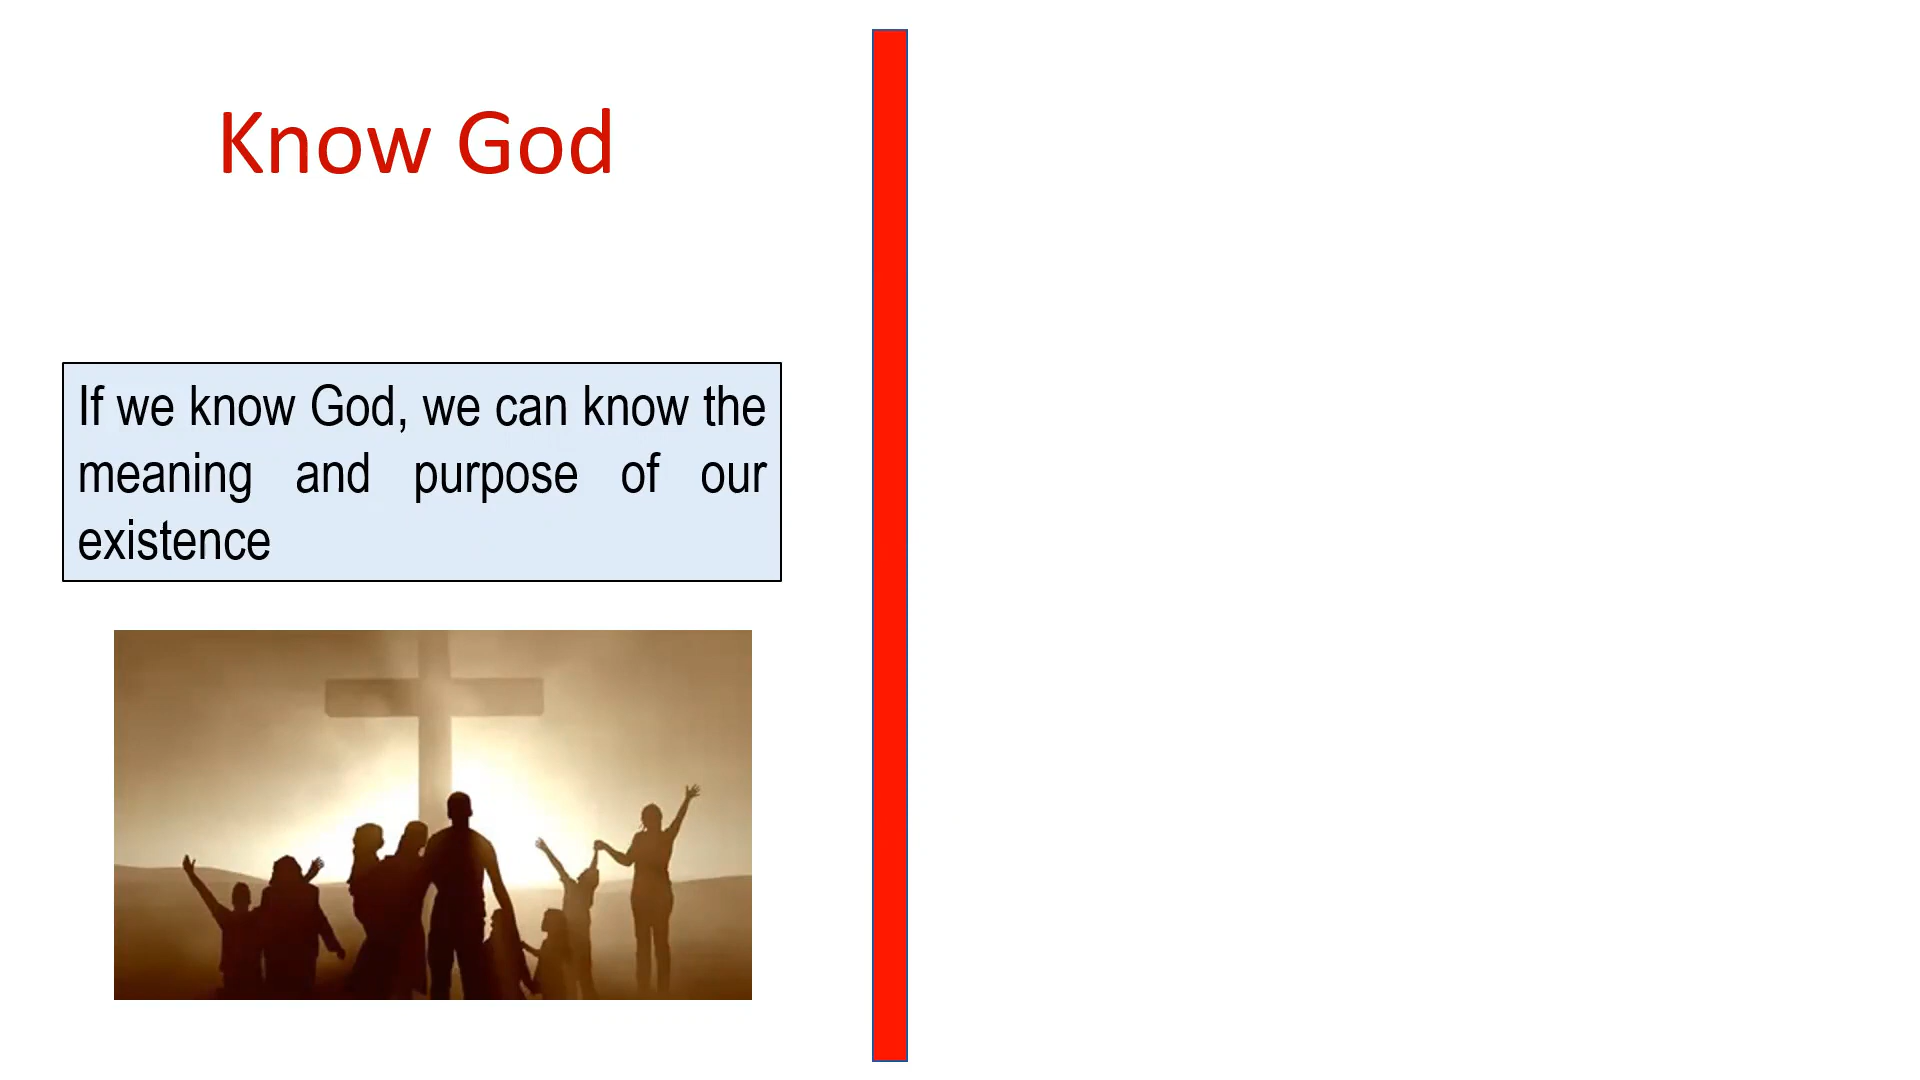 Know God
If we know God, we can know the
meaning and purpose of our
existence